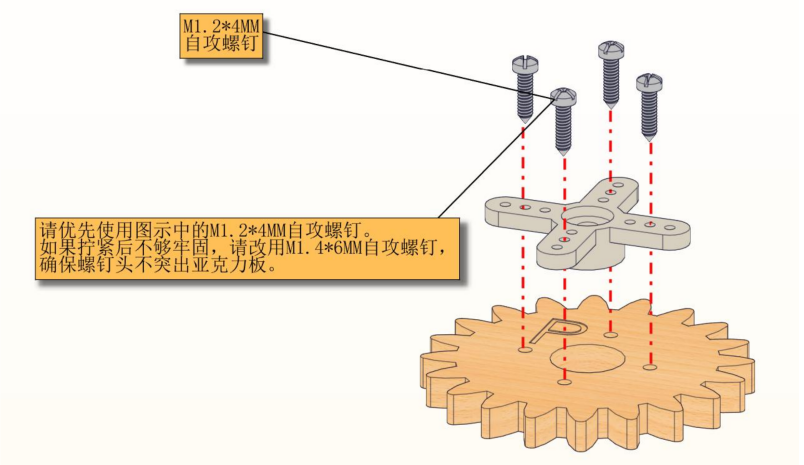 M1.2*4MM
自攻螺钉
请优先使用图示中的M1.2*4MM自攻螺钉。
如果拧紧后不够牢固，请改用M1.4*6MM自攻螺钉，
确保螺钉头不突出亚克力板。
P